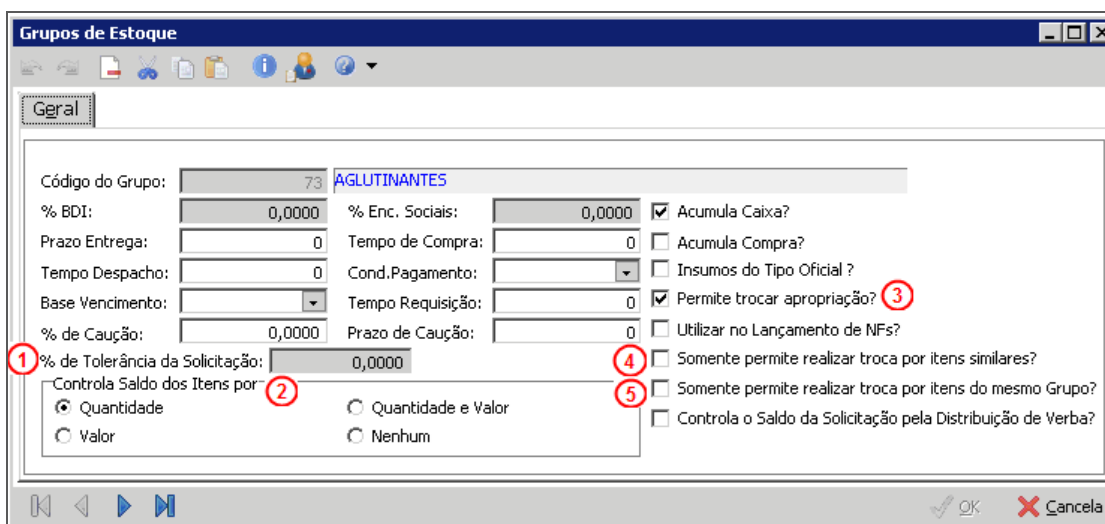 Grupos de Estoque
Geral
Código do Grupo: 73 AGLUTINANTES
% BDI: 0,0000 % Enc. Sociais: 0,0000 Acumula Caixa?
Prazo Entrega: 0 Tempo de Compra: 0 Acumula Compra?
Tempo Despacho: 0 Cond.Pagamento: Insumos do Tipo Oficial ?
Base Vencimento: Tempo Requisição: 0 Permite trocar apropriação? 3
% de Caução: 0,0000 Prazo de Caução: 0 Utilizar no Lançamento de NFs?
1 % de Tolerância da Solicitação: 0,0000 4 Somente permite realizar troca por itens similares?
Controla Saldo dos Itens por 2 5 Somente permite realizar troca por itens do mesmo Grupo?
Quantidade Quantidade e Valor Controla o Saldo da Solicitação pela Distribuição de Verba?
Valor Nenhum
OK Cancela